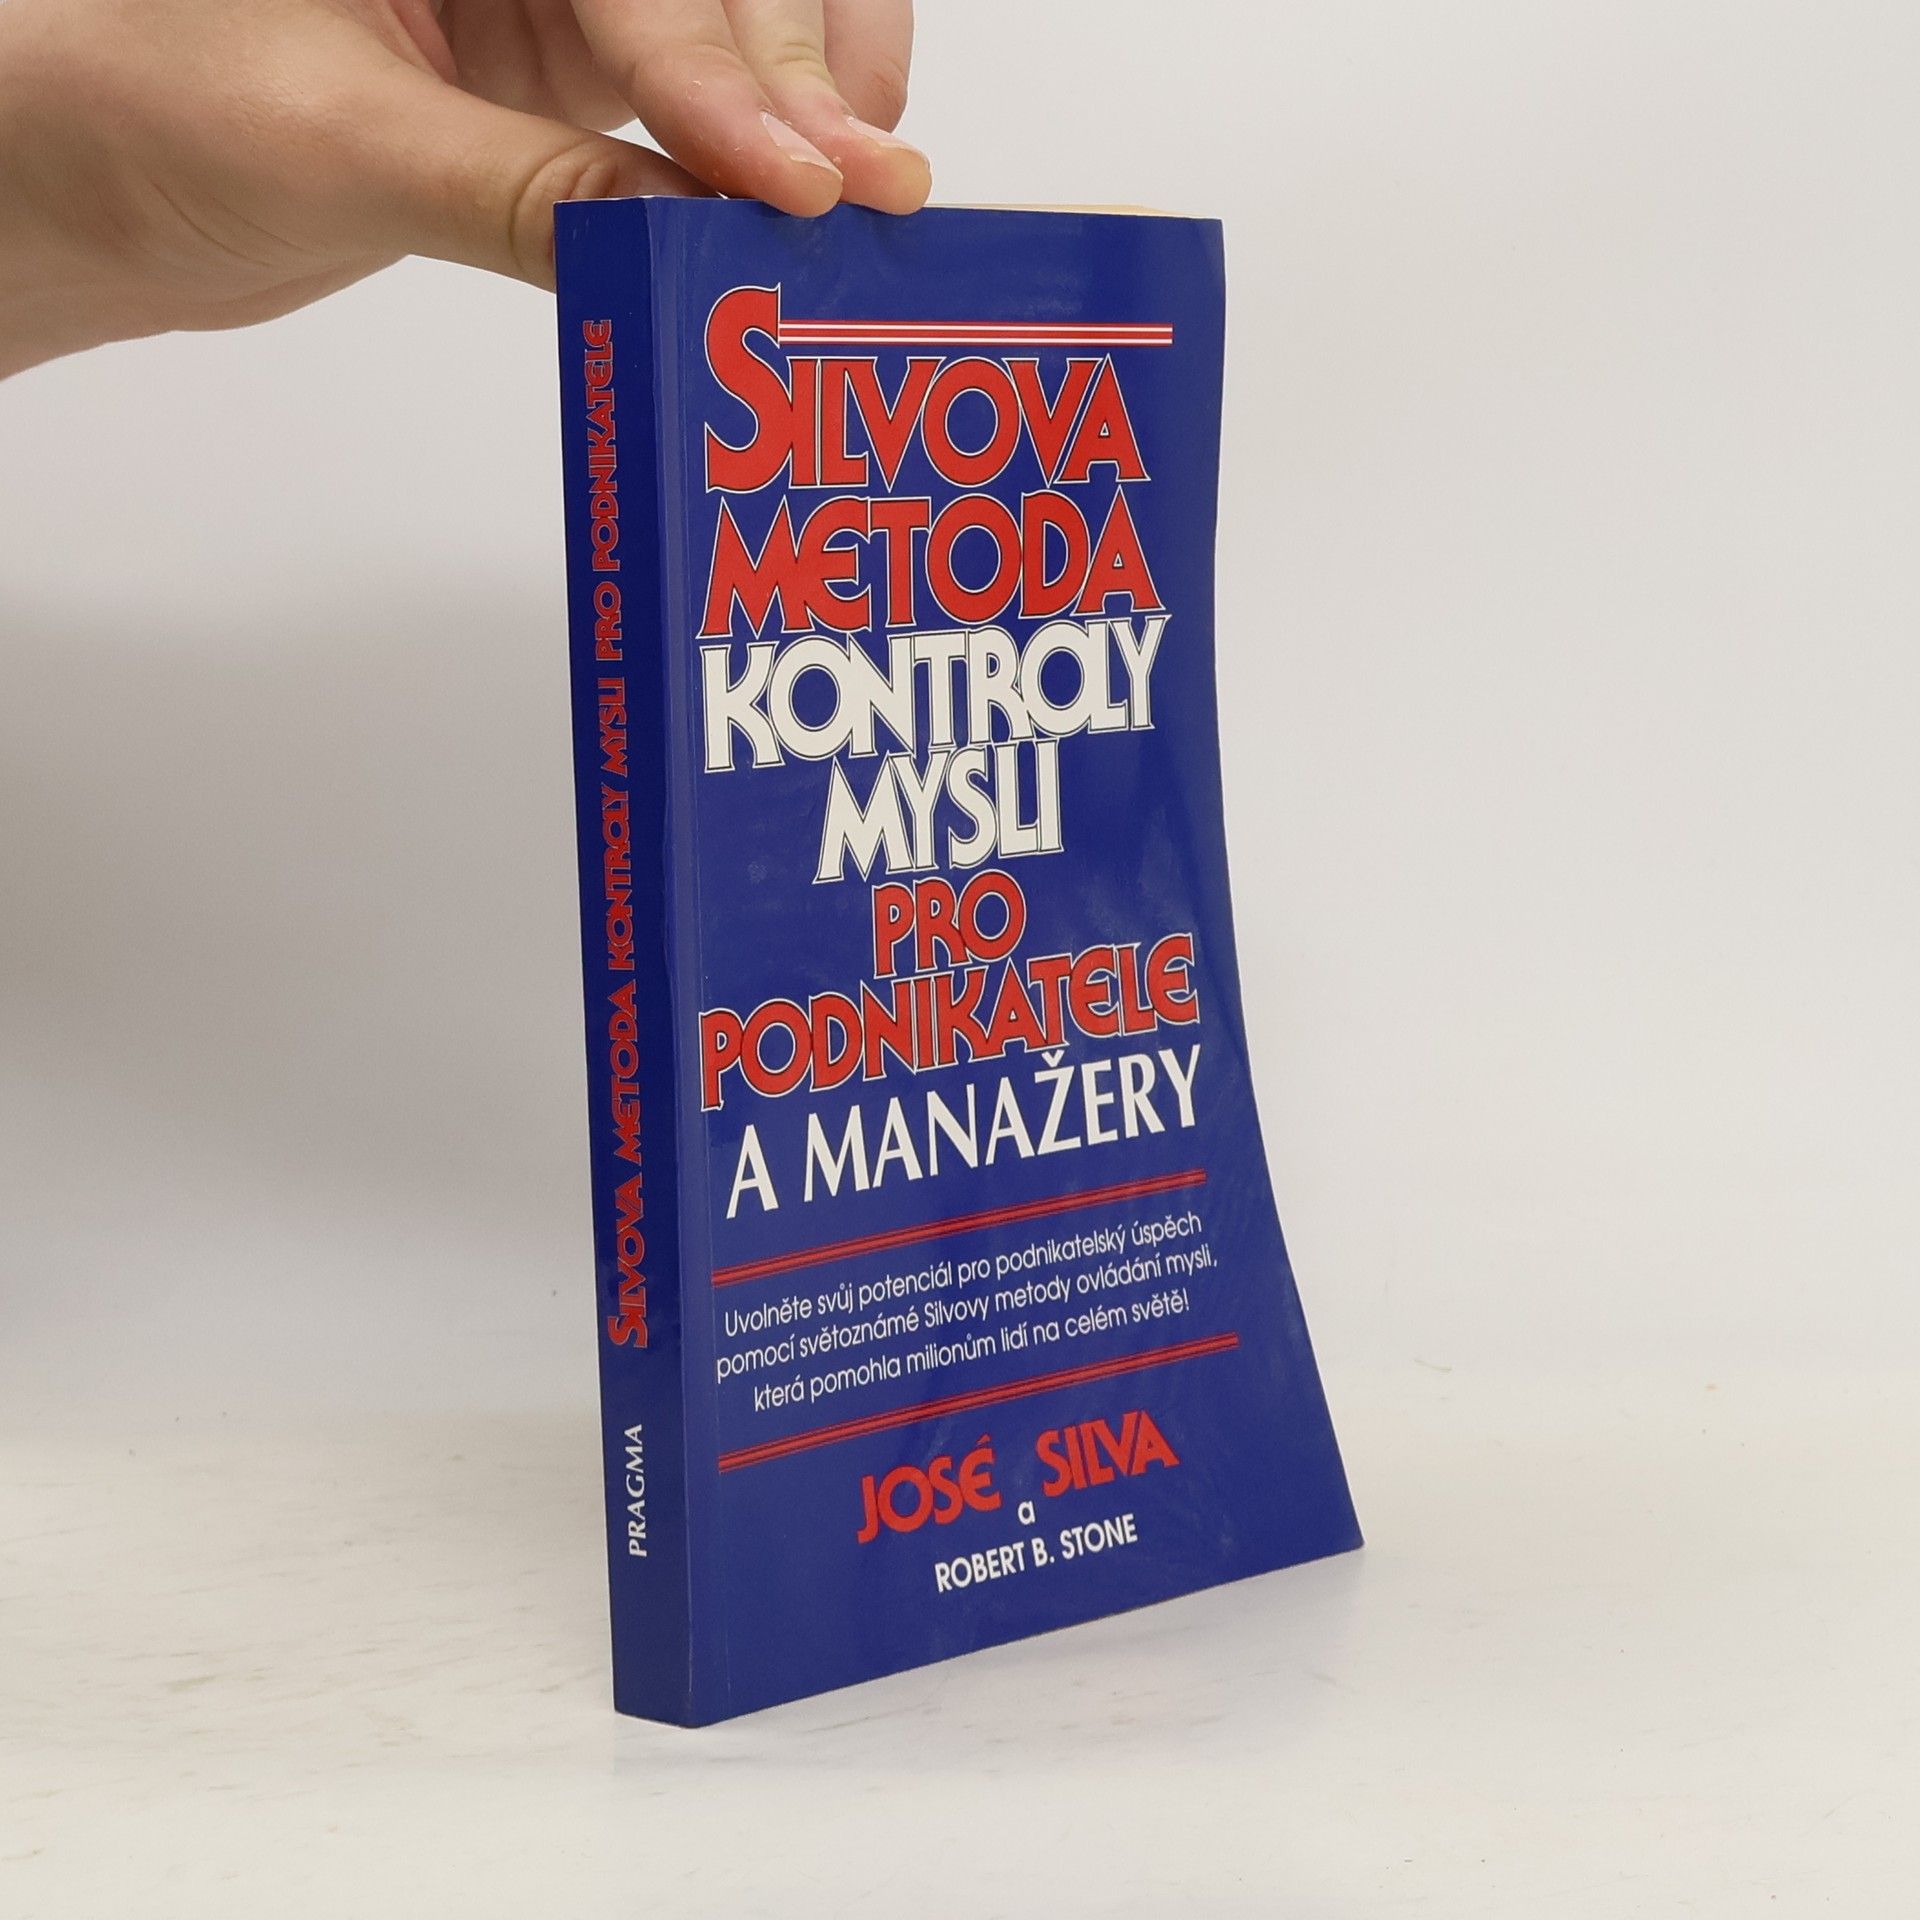 SILVOVA METODA KONTROLY MYSLI PRO PODNIKATELE
PRAGMA
SILVOVA
METODA
KONTROLY
MYSLI
PRO
PODNIKATELE
A MANAŽERY
Uvolněte svůj potenciál pro podnikatelský úspěch
pomocí světoznámé Silvovy metody ovládání mysli,
která pomohla milionům lidí na celém světě!
JOSÉ SILVA
a
ROBERT B. STONE